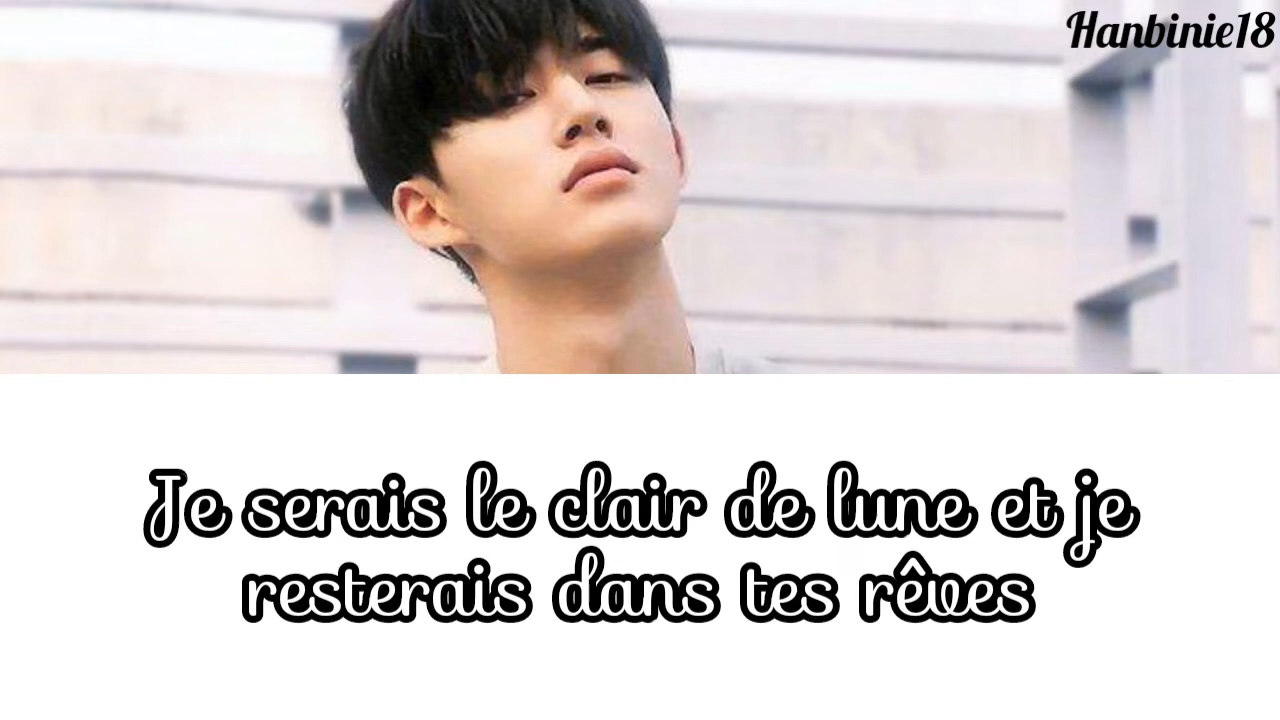 Hanbinie18
Je serais le clair de lune et je
resterais dans tes rêves